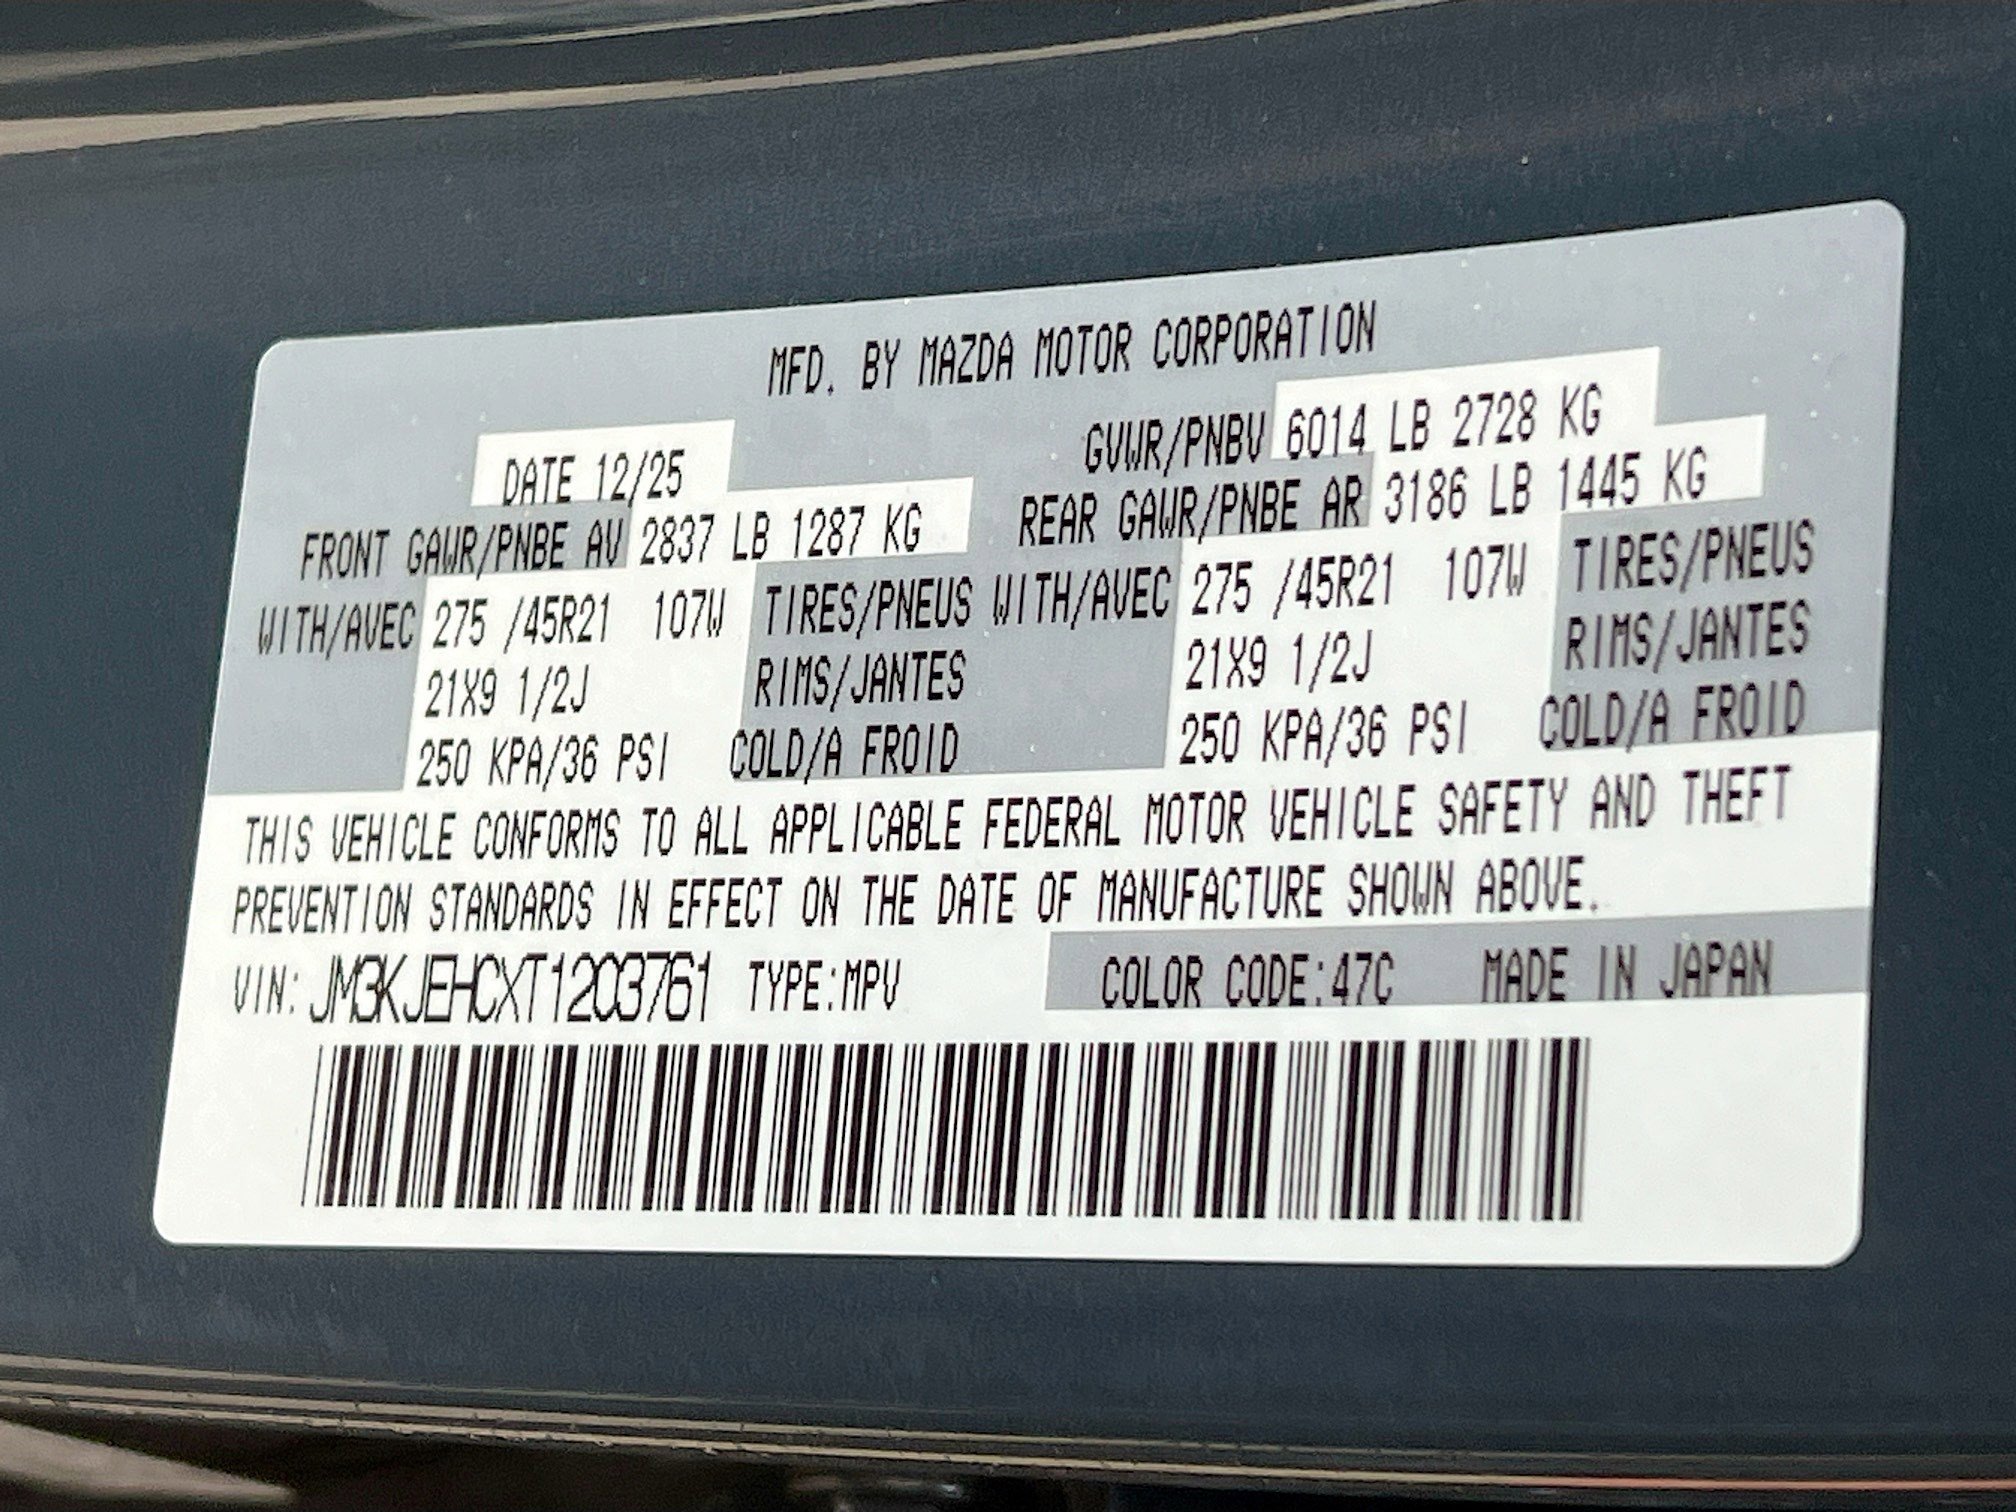 MFD. BY MAZDA MOTOR CORPORATION
DATE 12/25 GVWR/PNBV 6014 LB 2728 KG
FRONT GAWR/PNBE AV 2837 LB 1287 KG REAR GAWR/PNBE AR 3186 LB 1445 KG
WITH/AVEC 275 /45R21 107W TIRES/PNEUS WITH/AVEC 275 /45R21 107W TIRES/PNEUS
21X9 1/2J RIMS/JANTES 21X9 1/2J RIMS/JANTES
250 KPA/36 PSI COLD/A FROID 250 KPA/36 PSI COLD/A FROID
THIS VEHICLE CONFORMS TO ALL APPLICABLE FEDERAL MOTOR VEHICLE SAFETY AND THEFT
PREVENTION STANDARDS IN EFFECT ON THE DATE OF MANUFACTURE SHOWN ABOVE.
VIN: JM3KJEHCXT1203761 TYPE:MPV COLOR CODE:47C MADE IN JAPAN